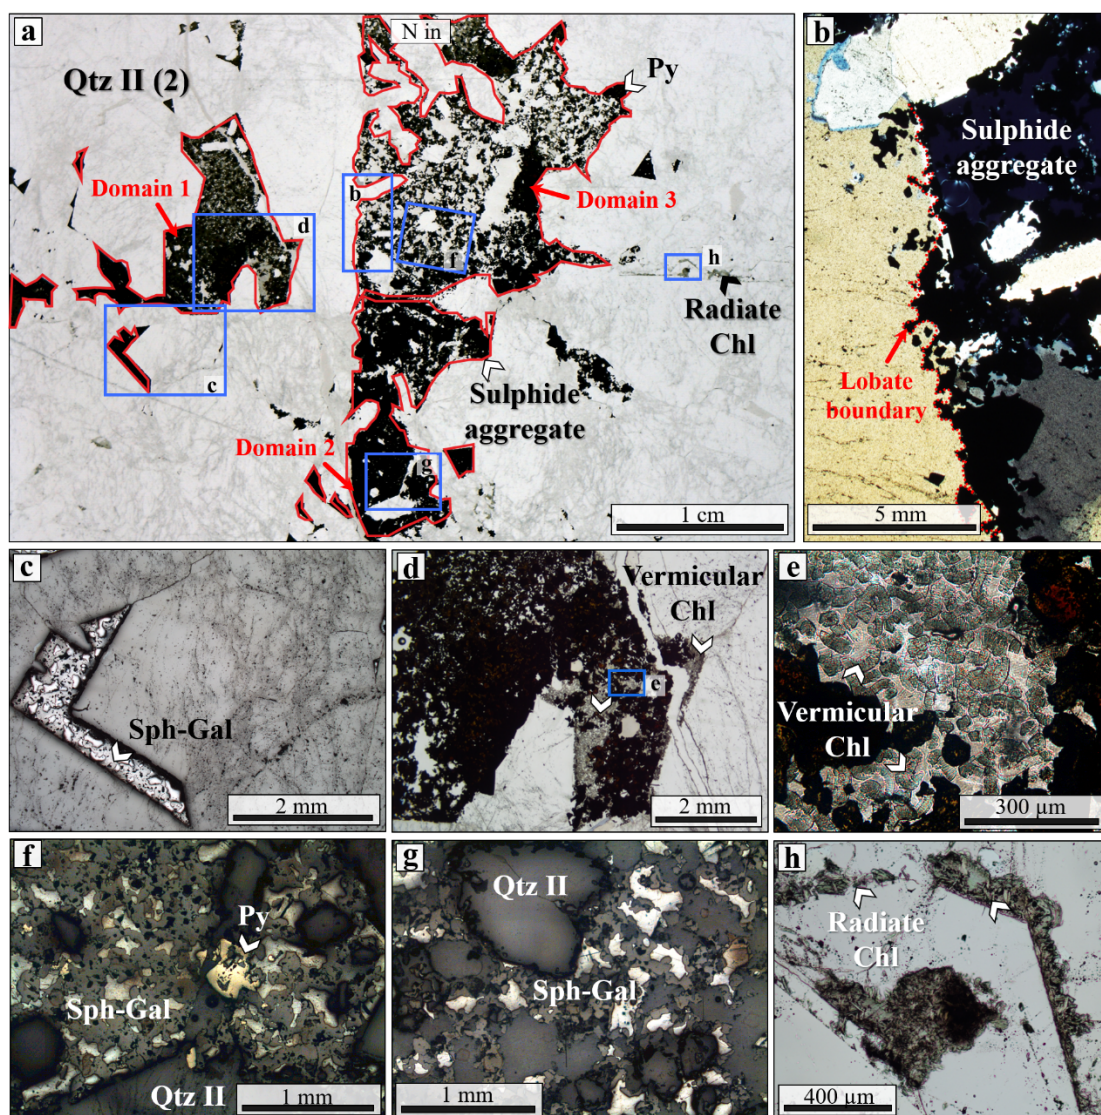 a
N in
Qtz II (2)
Py
Domain 1
b
Domain 3
d
f
h
Radiate
Chl
c
Sulphide
aggregate
Domain 2
g
1 cm
b
Sulphide
aggregate
Lobate
boundary
5 mm
c
Sph-Gal
2 mm
d
Vermicular
Chl
e
2 mm
e
Vermicular
Chl
300 µm
f
Py
Sph-Gal
Qtz II
1 mm
g
Qtz II
Sph-Gal
1 mm
h
Radiate
Chl
400 µm